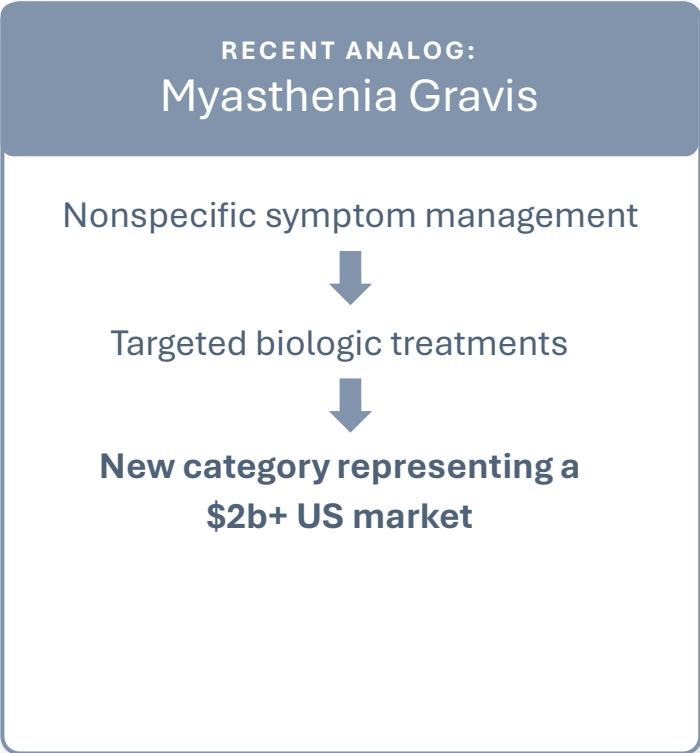 RECENT ANALOG:
Myasthenia Gravis
Nonspecific symptom management
Targeted biologic treatments
New category representing a
$2b+ US market